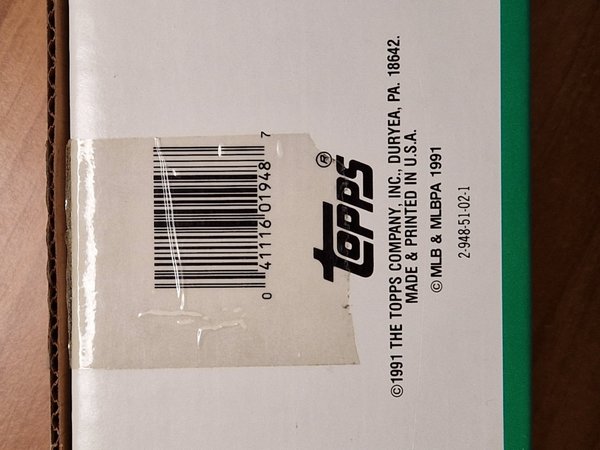 0 41116 01948 7
TOPPS®
©1991 THE TOPPS COMPANY, INC., DURYEA, PA. 18642.
MADE & PRINTED IN U.S.A.
© MLB & MLBPA 1991
2-948-51-02-1